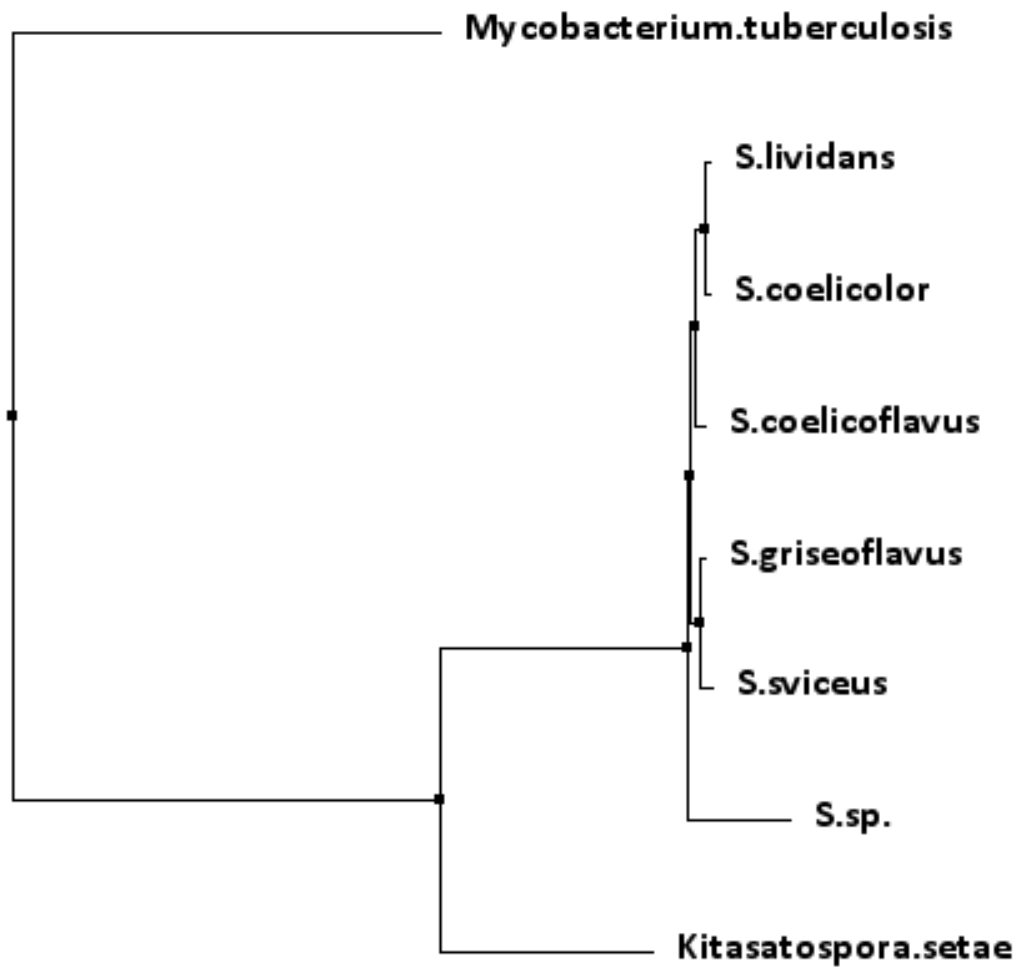 Mycobacterium.tuberculosis
S.lividans
S.coelicolor
S.coelicoflavus
S.griseoflavus
S.sviceus
S.sp.
Kitasatospora.setae